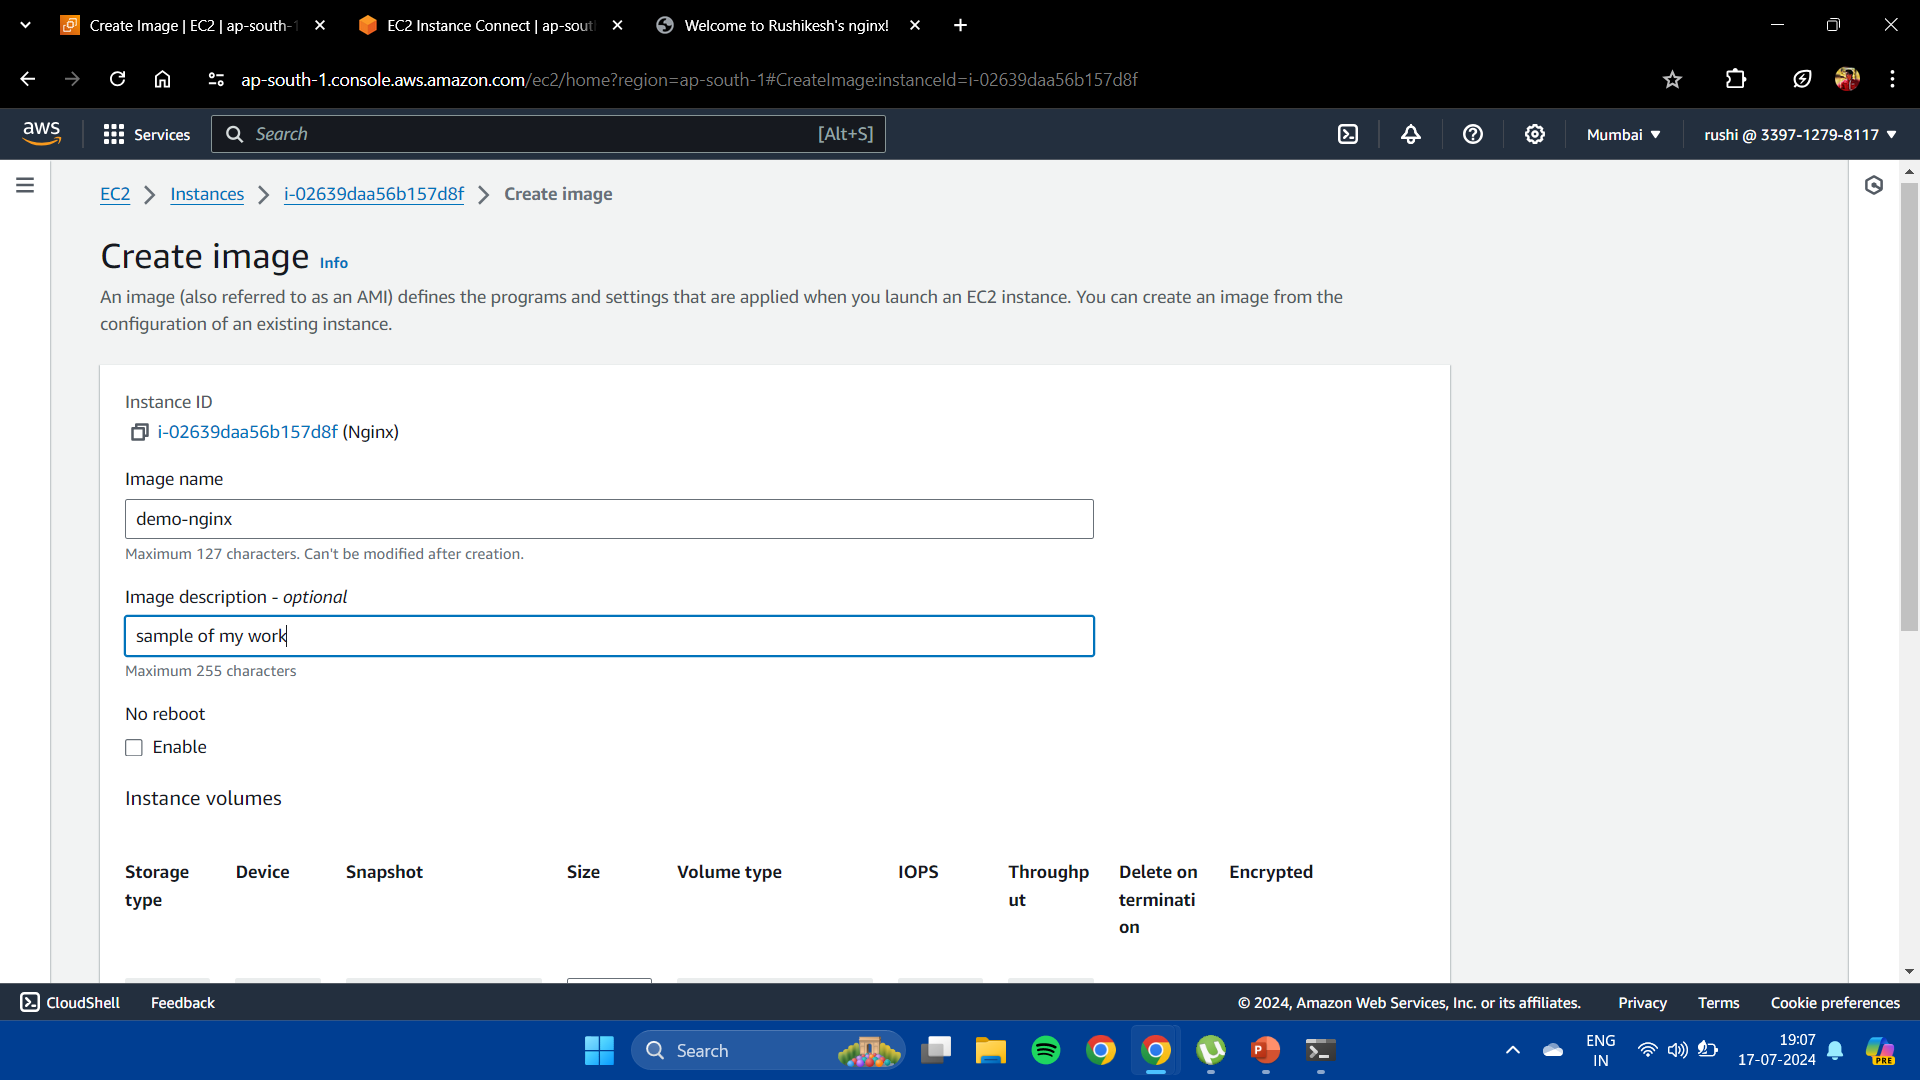 Create Image | EC2 | ap-south-1
EC2 Instance Connect | ap-sout
Welcome to Rushikesh's nginx!
ap-south-1.console.aws.amazon.com/ec2/home?region=ap-south-1#CreateImage:instanceId=i-02639daa56b157d8f
aws
Services
Search
[Alt+S]
Mumbai
rushi @ 3397-1279-8117
EC2
Instances
i-02639daa56b157d8f
Create image
Create image Info
An image (also referred to as an AMI) defines the programs and settings that are applied when you launch an EC2 instance. You can create an image from the
configuration of an existing instance.
Instance ID
i-02639daa56b157d8f (Nginx)
Image name
demo-nginx
Maximum 127 characters. Can't be modified after creation.
Image description - optional
sample of my work
Maximum 255 characters
No reboot
Enable
Instance volumes
Storage
type
Device
Snapshot
Size
Volume type
IOPS
Throughp
ut
Delete on
terminati
on
Encrypted
CloudShell
Feedback
© 2024, Amazon Web Services, Inc. or its affiliates.
Privacy
Terms
Cookie preferences
Search
P
ENG
IN
19:07
17-07-2024
PRE